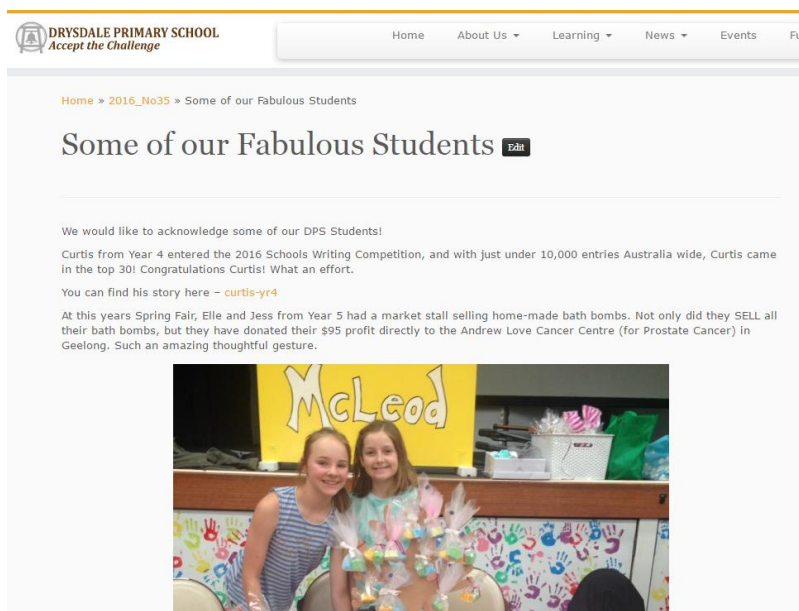 DRYSDALE PRIMARY SCHOOL
Accept the Challenge
Home About Us Learning News Events Fu
Home » 2016_No35 » Some of our Fabulous Students
Some of our Fabulous Students Edit
We would like to acknowledge some of our DPS Students!
Curtis from Year 4 entered the 2016 Schools Writing Competition, and with just under 10,000 entries Australia wide, Curtis came
in the top 30! Congratulations Curtis! What an effort.
You can find his story here – curtis-yr4
At this years Spring Fair, Elle and Jess from Year 5 had a market stall selling home-made bath bombs. Not only did they SELL all
their bath bombs, but they have donated their $95 profit directly to the Andrew Love Cancer Centre (for Prostate Cancer) in
Geelong. Such an amazing thoughtful gesture.
McLeod